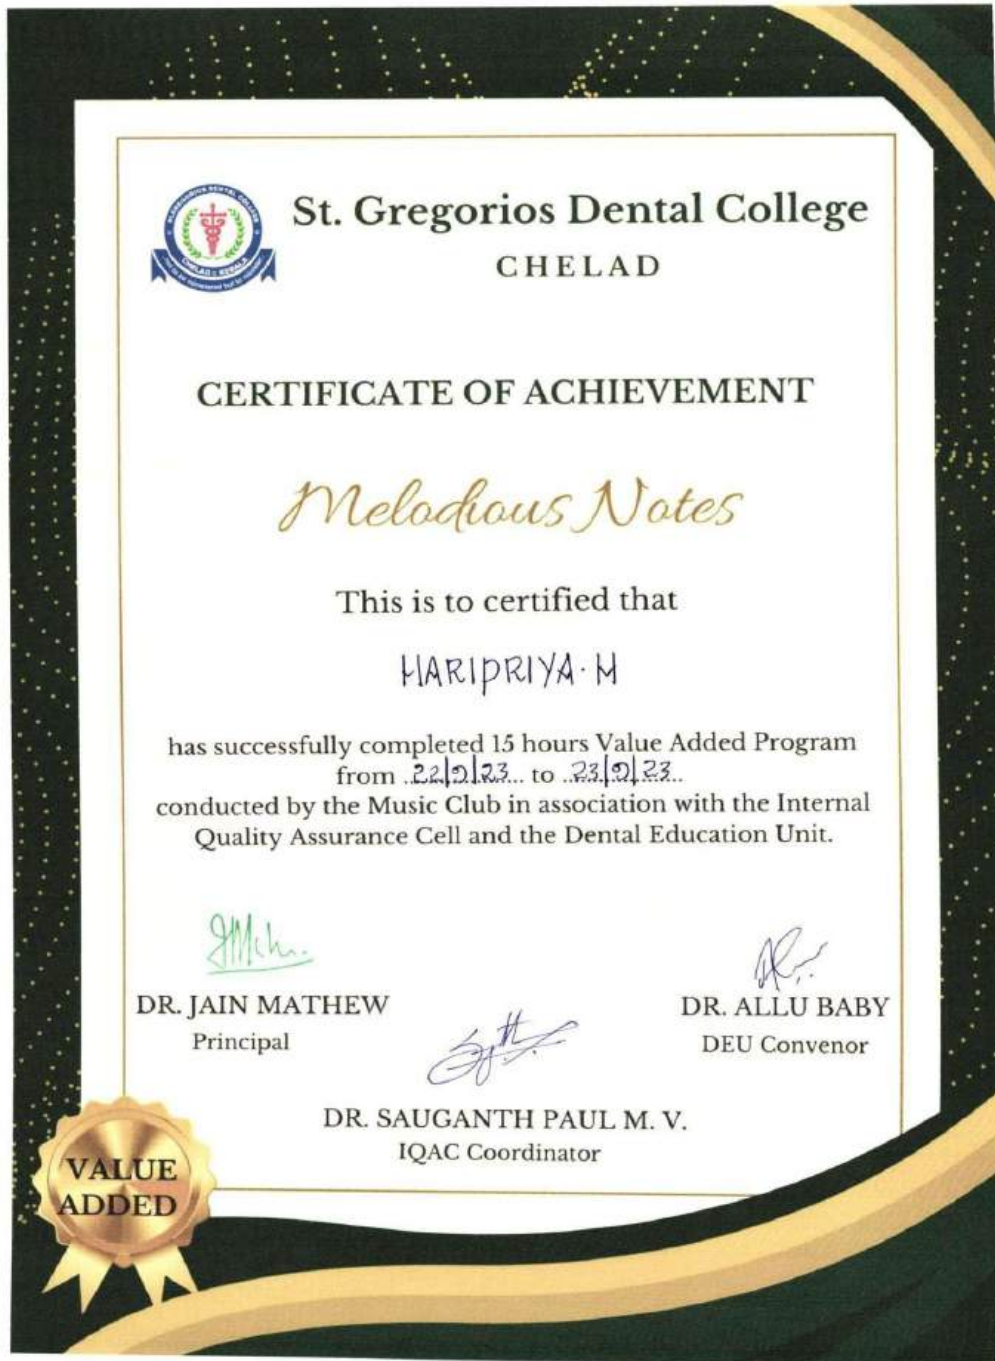 St. Gregorios Dental College
CHELAD
CERTIFICATE OF ACHIEVEMENT
Melodious Notes
This is to certified that
HARIPRIYA. M
has successfully completed 15 hours Value Added Program
from 22/9/23 to 23/9/23
conducted by the Music Club in association with the Internal
Quality Assurance Cell and the Dental Education Unit.
DR. JAIN MATHEW
Principal
DR. ALLU BABY
DEU Convenor
DR. SAUGANTH PAUL M. V.
IQAC Coordinator
VALUE
ADDED